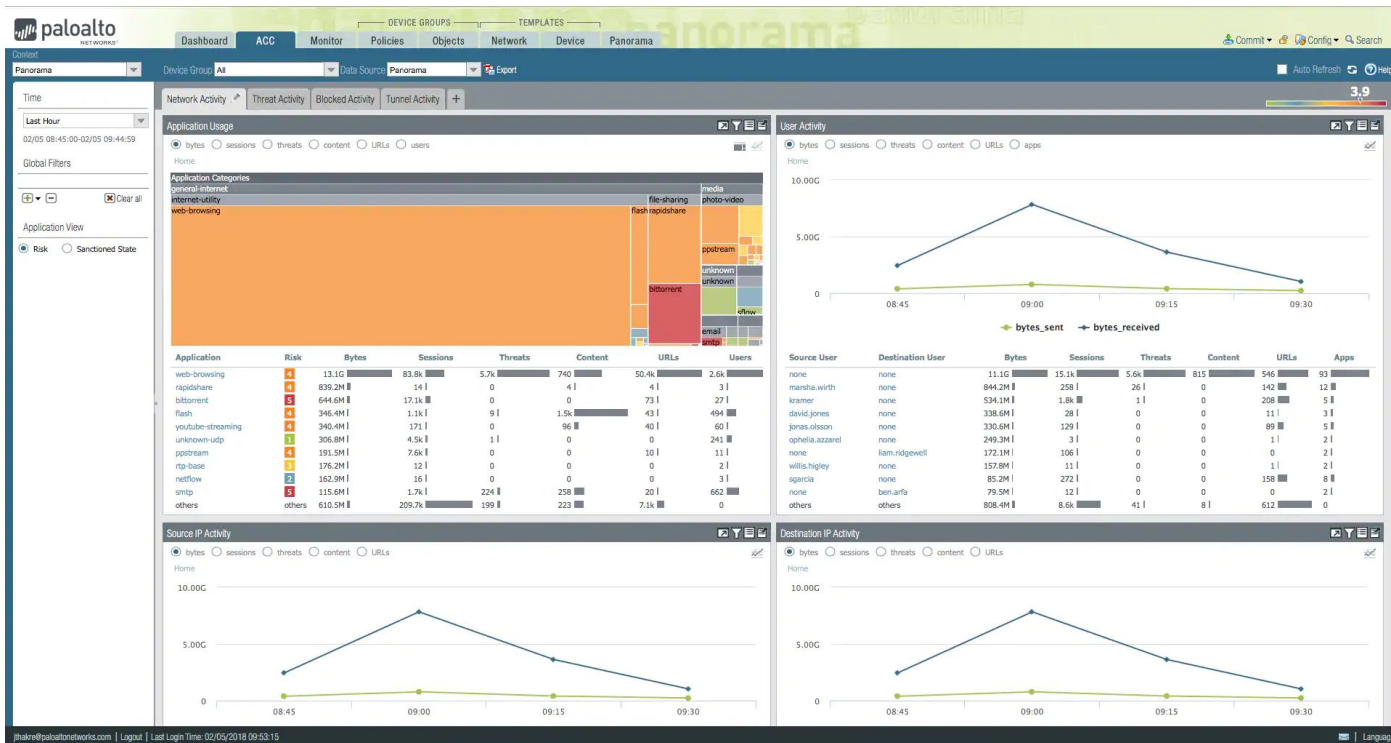 paloalto
NETWORKS
DEVICE GROUPS TEMPLATES
Dashboard ACC Monitor Policies Objects Network Device Panorama
Commit Config Search
Context
Panorama Device Group All Data Source Panorama Export Auto Refresh Help
Time
Last Hour
02/05 08:45:00-02/05 09:44:59
Global Filters
Clear all
Application View
Risk Sanctioned State
Network Activity Threat Activity Blocked Activity Tunnel Activity +
3.9
Application Usage
bytes sessions threats content URLs users
Home
Application Categories
general-internet media
internet-utility file-sharing photo-video
web-browsing flash rapidshare
ppstream
unknown
unknown
bittorrent
sflow
email
smtp
Application Risk Bytes Sessions Threats Content URLs Users
web-browsing 4 13.1G 83.8k 5.7k 740 50.4k 2.6k
rapidshare 4 839.2M 14 0 4 4 3
bittorrent 5 644.6M 17.1k 0 0 73 27
flash 4 346.4M 1.1k 9 1.5k 43 494
youtube-streaming 4 340.4M 171 0 96 40 60
unknown-udp 1 306.8M 4.5k 1 0 0 241
ppstream 4 191.5M 7.6k 0 0 10 11
rtp-base 3 176.2M 12 0 0 0 2
netflow 2 162.9M 16 0 0 0 3
smtp 5 115.6M 1.7k 224 258 20 662
others others 610.5M 209.7k 199 223 7.1k 0
User Activity
bytes sessions threats content URLs apps
Home
10.00G
5.00G
0
08:45 09:00 09:15 09:30
bytes_sent bytes_received
Source User Destination User Bytes Sessions Threats Content URLs Apps
none none 11.1G 15.1k 5.6k 815 546 93
marsha.wirth none 844.2M 258 26 0 142 12
kramer none 534.1M 1.8k 1 0 208 5
david.jones none 338.6M 28 0 0 11 3
jonas.olsson none 330.6M 129 0 0 89 5
ophelia.azzarel none 249.3M 3 0 0 1 2
none liam.ridgewell 172.1M 106 0 0 0 2
willis.higley none 157.8M 11 0 0 1 2
sgarcia none 85.2M 272 0 0 158 8
none ben.arfa 79.5M 12 0 0 0 2
others others 808.4M 8.6k 41 8 612 0
Source IP Activity
bytes sessions threats content URLs
Home
10.00G
5.00G
0
08:45 09:00 09:15 09:30
Destination IP Activity
bytes sessions threats content URLs
Home
10.00G
5.00G
0
08:45 09:00 09:15 09:30
jthakre@paloaltonetworks.com | Logout | Last Login Time: 02/05/2018 09:53:15
Languag